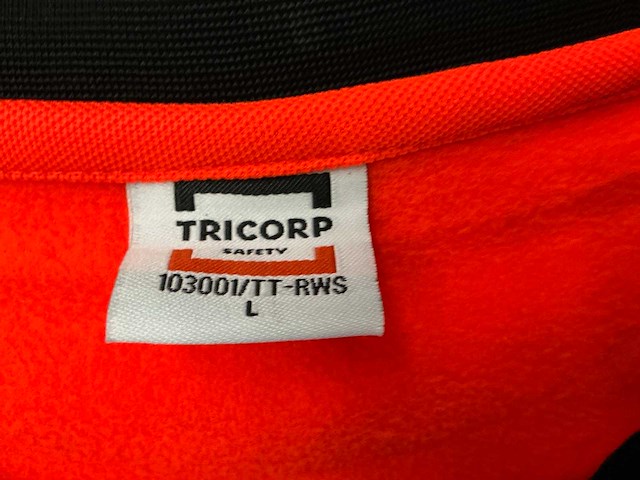 TRICORP
SAFETY
103001/TT-RWS
L